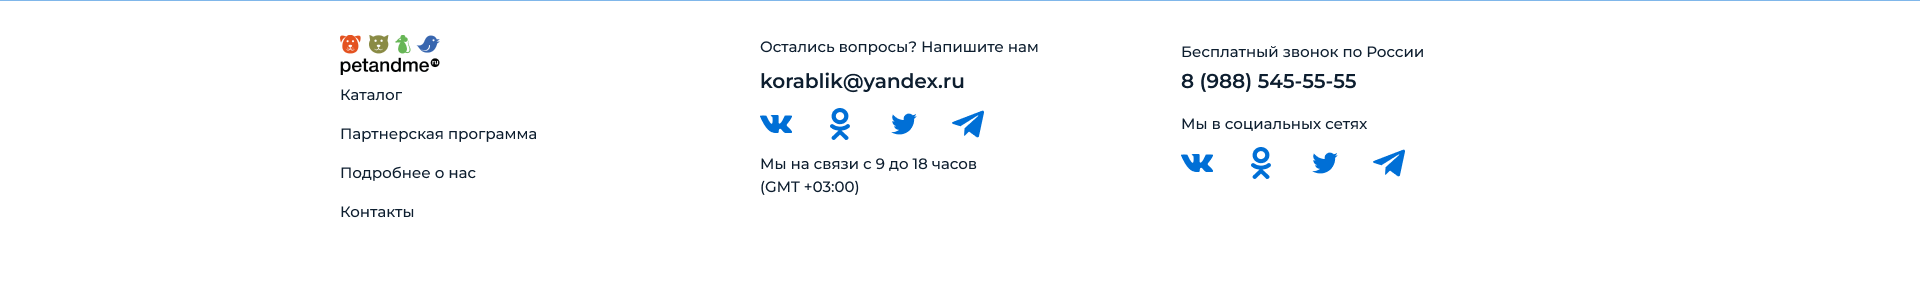 petandme.ru
Каталог
Партнерская программа
Подробнее о нас
Контакты
Остались вопросы? Напишите нам
korablik@yandex.ru
Мы на связи с 9 до 18 часов
(GMT +03:00)
Бесплатный звонок по России
8 (988) 545-55-55
Мы в социальных сетях